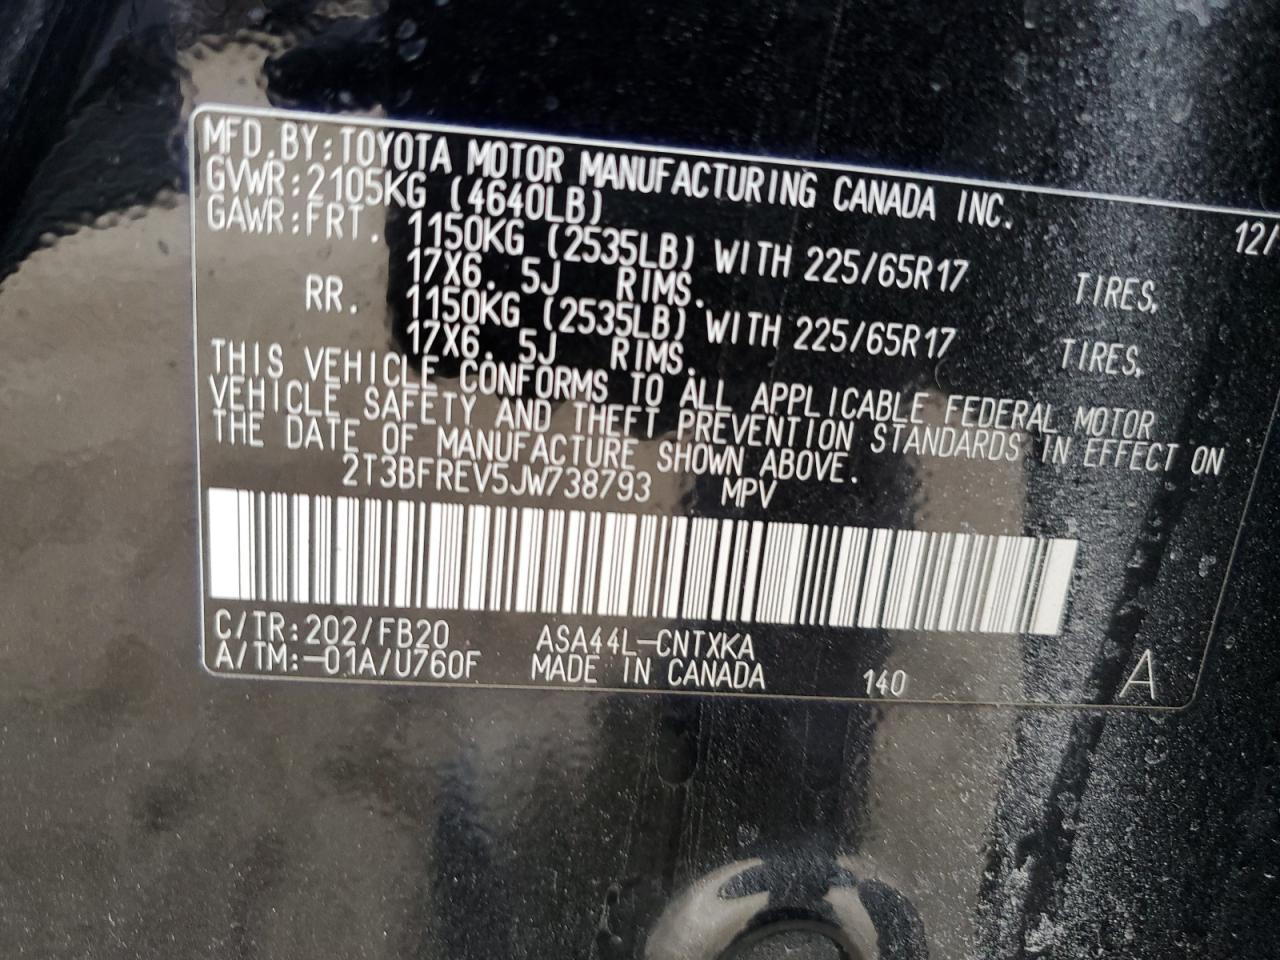 MFD.BY:TOYOTA MOTOR MANUFACTURING CANADA INC.
GVWR:2105KG (4640LB) 12/
GAWR:FRT. 1150KG (2535LB) WITH 225/65R17 TIRES,
17X6.5J RIMS.
RR. 1150KG (2535LB) WITH 225/65R17 TIRES,
17X6.5J RIMS.
THIS VEHICLE CONFORMS TO ALL APPLICABLE FEDERAL MOTOR
VEHICLE SAFETY AND THEFT PREVENTION STANDARDS IN EFFECT ON
THE DATE OF MANUFACTURE SHOWN ABOVE.
2T3BFREV5JW738793 MPV
C/TR:202/FB20 ASA44L-CNTXKA
A/TM:-01A/U760F MADE IN CANADA 140 A